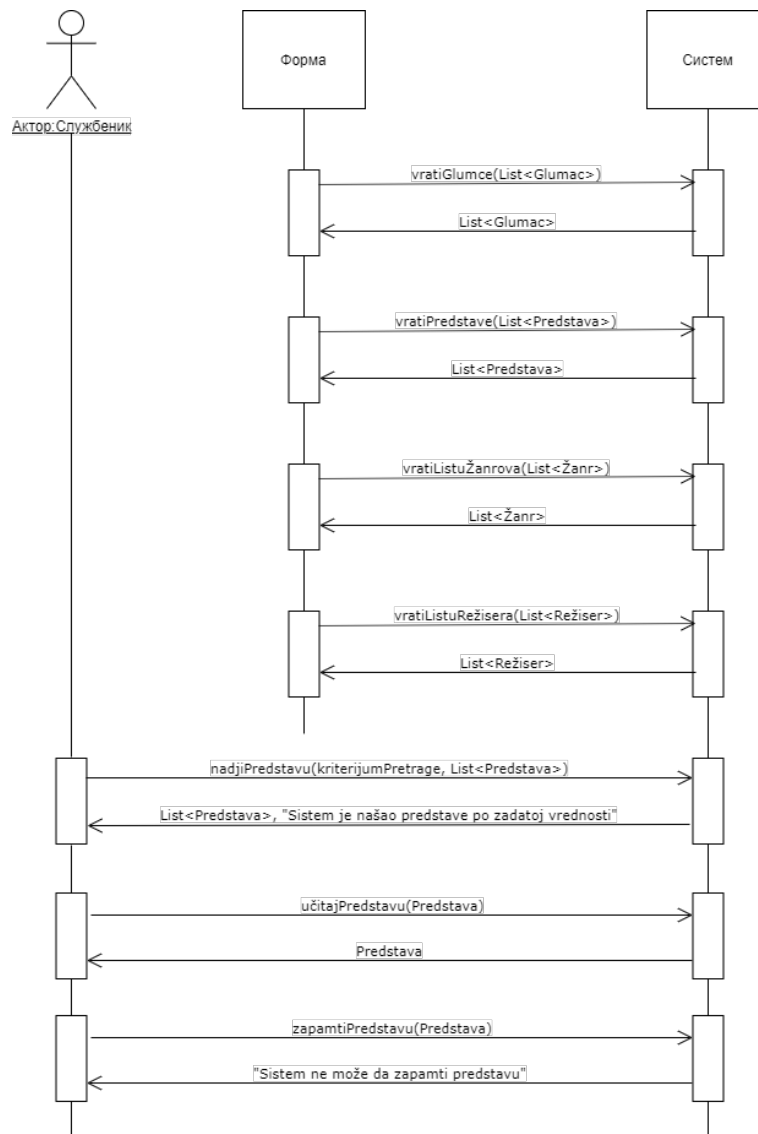 Форма
Систем
Актор:Службеник
vratiGlumce(List<Glumac>)
List<Glumac>
vratiPredstave(List<Predstava>)
List<Predstava>
vratiListuŽanrova(List<Žanr>)
List<Žanr>
vratiListuRežisera(List<Režiser>)
List<Režiser>
nadjiPredstavu(kriterijumPretrage, List<Predstava>)
List<Predstava>, "Sistem je našao predstave po zadatoj vrednosti"
učitajPredstavu(Predstava)
Predstava
zapamtiPredstavu(Predstava)
"Sistem ne može da zapamti predstavu"